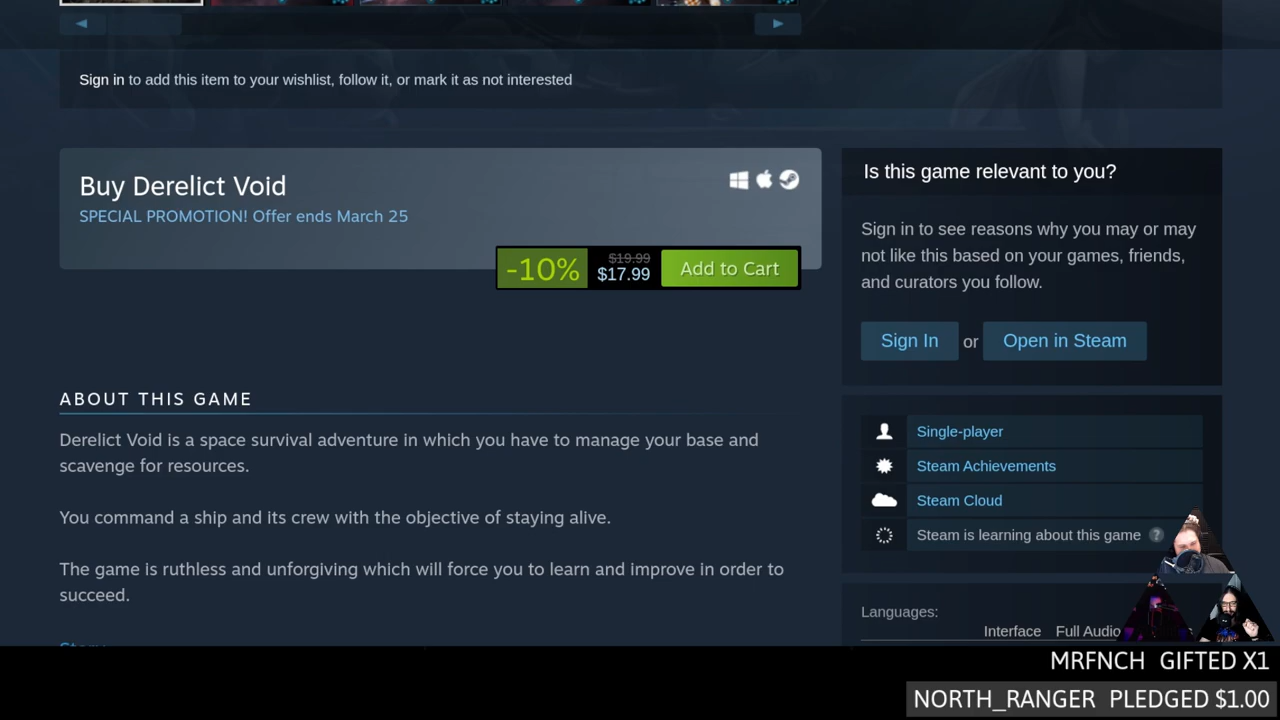 Sign in to add this item to your wishlist, follow it, or mark it as not interested
Buy Derelict Void
SPECIAL PROMOTION! Offer ends March 25
-10%
$19.99
$17.99
Add to Cart
ABOUT THIS GAME
Derelict Void is a space survival adventure in which you have to manage your base and
scavenge for resources.
You command a ship and its crew with the objective of staying alive.
The game is ruthless and unforgiving which will force you to learn and improve in order to
succeed.
Is this game relevant to you?
Sign in to see reasons why you may or may
not like this based on your games, friends,
and curators you follow.
Sign In or Open in Steam
Single-player
Steam Achievements
Steam Cloud
Steam is learning about this game ?
Languages:
Interface Full Audio
MRFNCH GIFTED X1
NORTH_RANGER PLEDGED $1.00